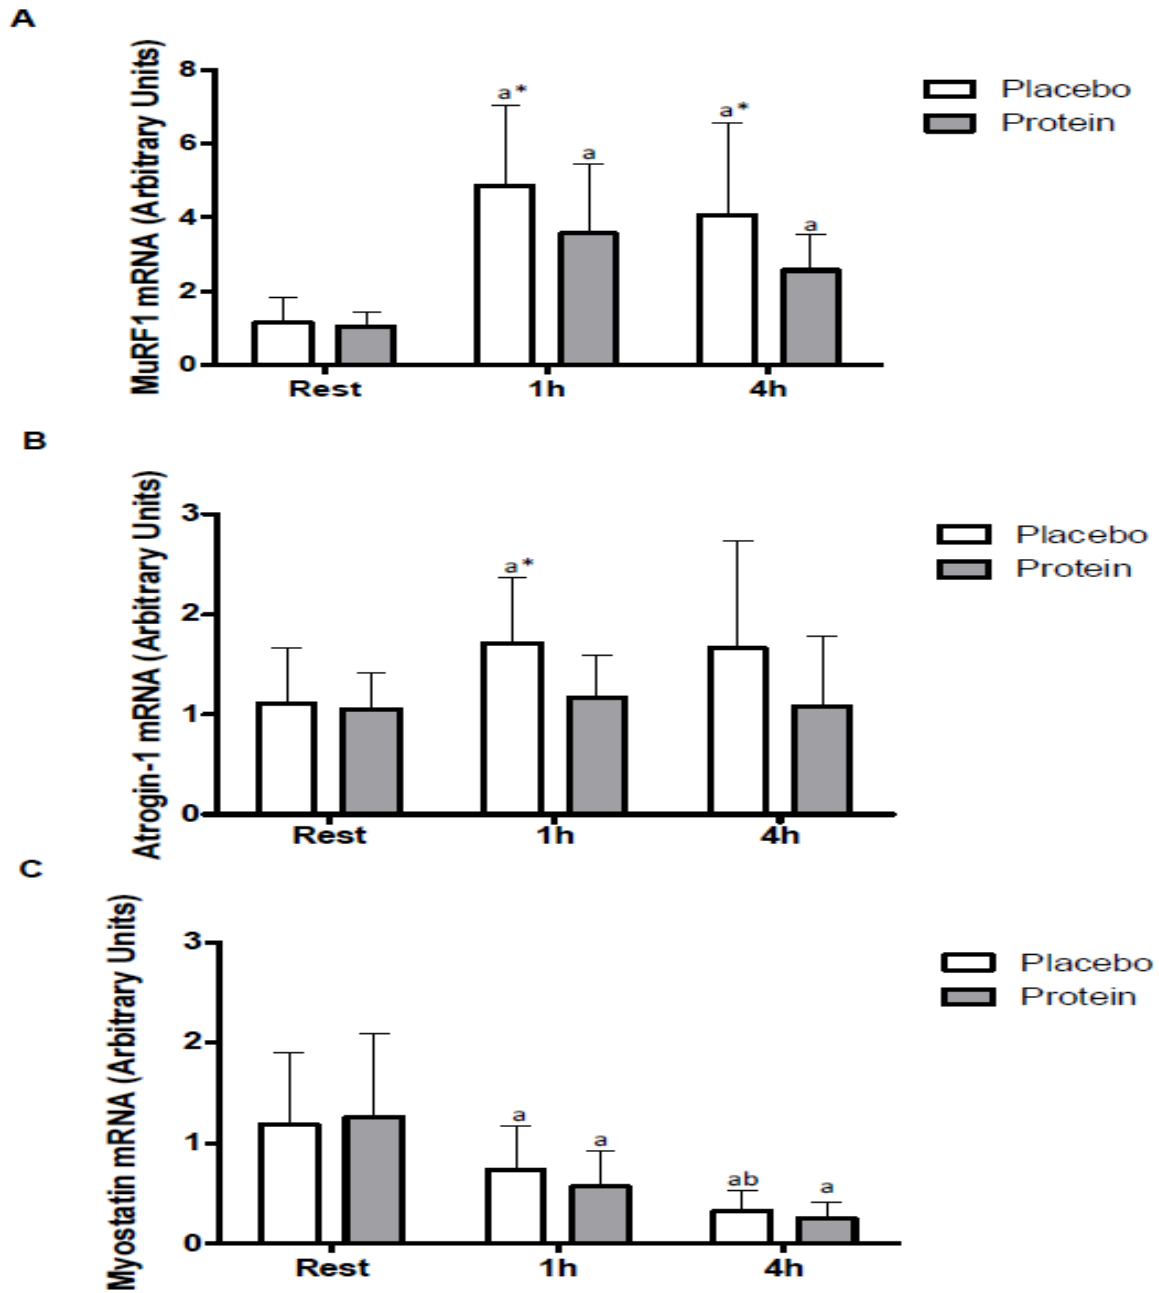 A
MuRF1 mRNA (Arbitrary Units)
8
6
4
2
0
a*
a
a*
a
Rest
1h
4h
Placebo
Protein
B
Atrogin-1 mRNA (Arbitrary Units)
3
2
1
0
a*
Rest
1h
4h
Placebo
Protein
C
Myostatin mRNA (Arbitrary Units)
3
2
1
0
a
a
ab
a
Rest
1h
4h
Placebo
Protein